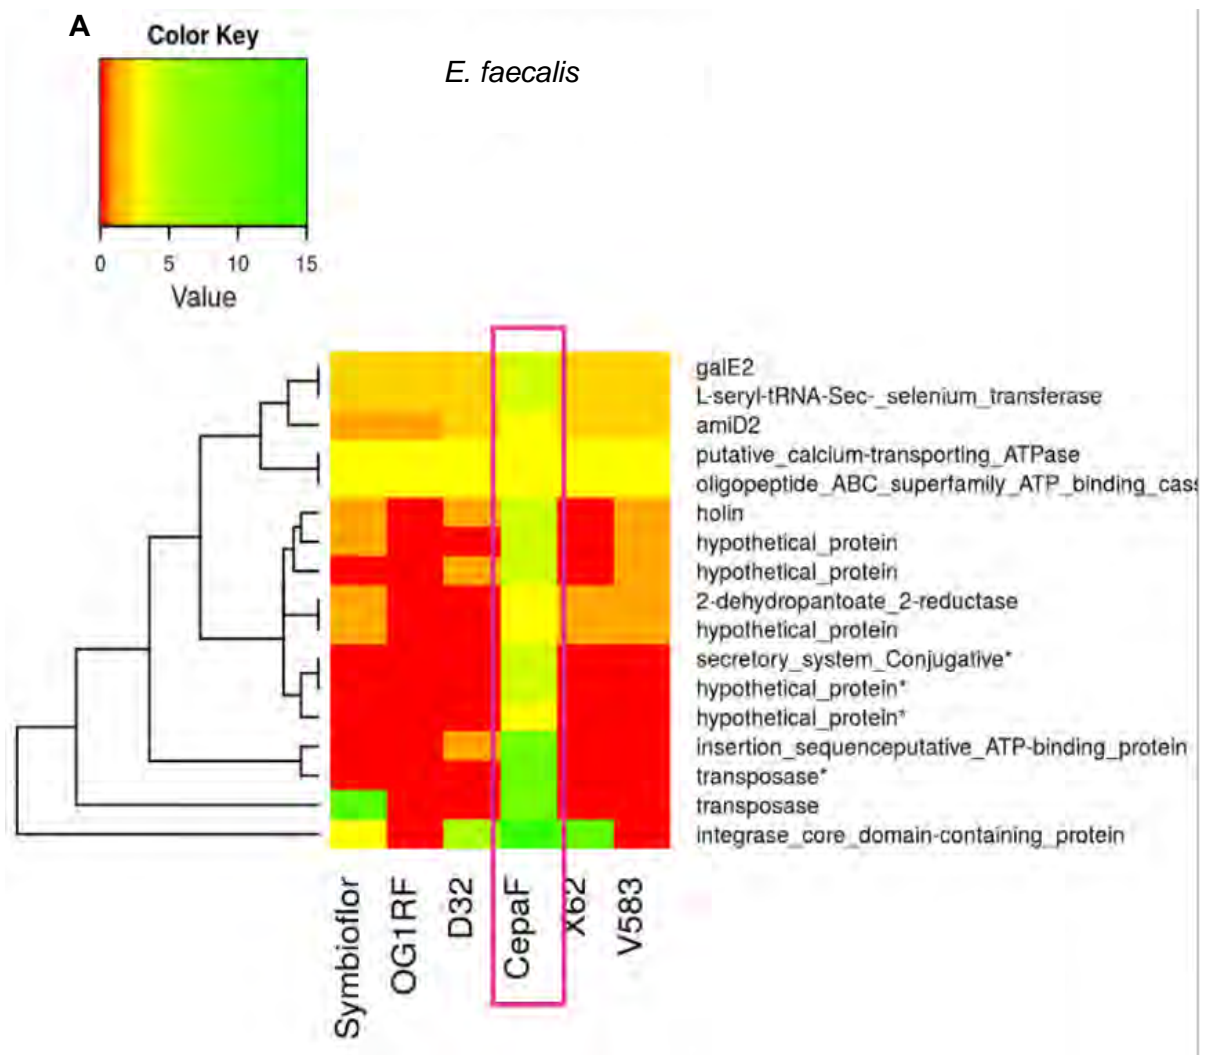 A
Color Key
E. faecalis
0 5 10 15
Value
galE2
L-seryl-tRNA-Sec-_selenium_transferase
amiD2
putative_calcium-transporting_ATPase
oligopeptide_ABC_superfamily_ATP_binding_cass
holin
hypothetical_protein
hypothetical_protein
2-dehydropantoate_2-reductase
hypothetical_protein
secretory_system_Conjugative*
hypothetical_protein*
hypothetical_protein*
insertion_sequenceputative_ATP-binding_protein
transposase*
transposase
integrase_core_domain-containing_protein
Symbioflor
OG1RF
D32
CepaF
X62
V583